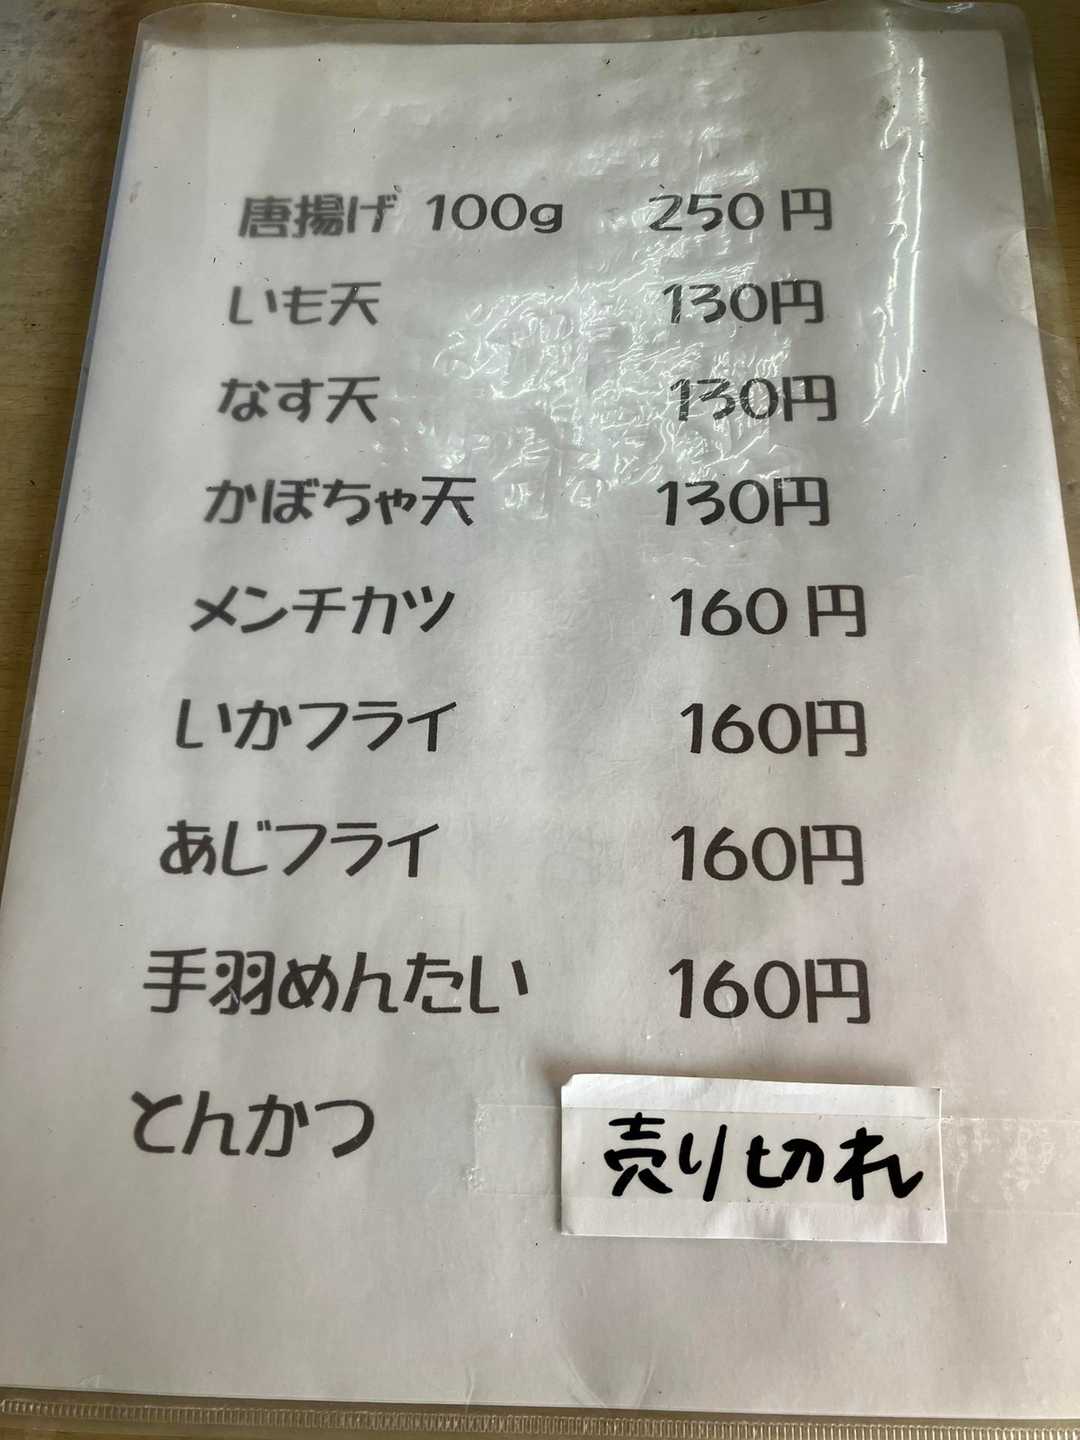 唐揚げ 100g 250円
いも天 130円
なす天 130円
かぼちゃ天 130円
メンチカツ 160円
いかフライ 160円
あじフライ 160円
手羽めんたい 160円
とんかつ 売り切れ